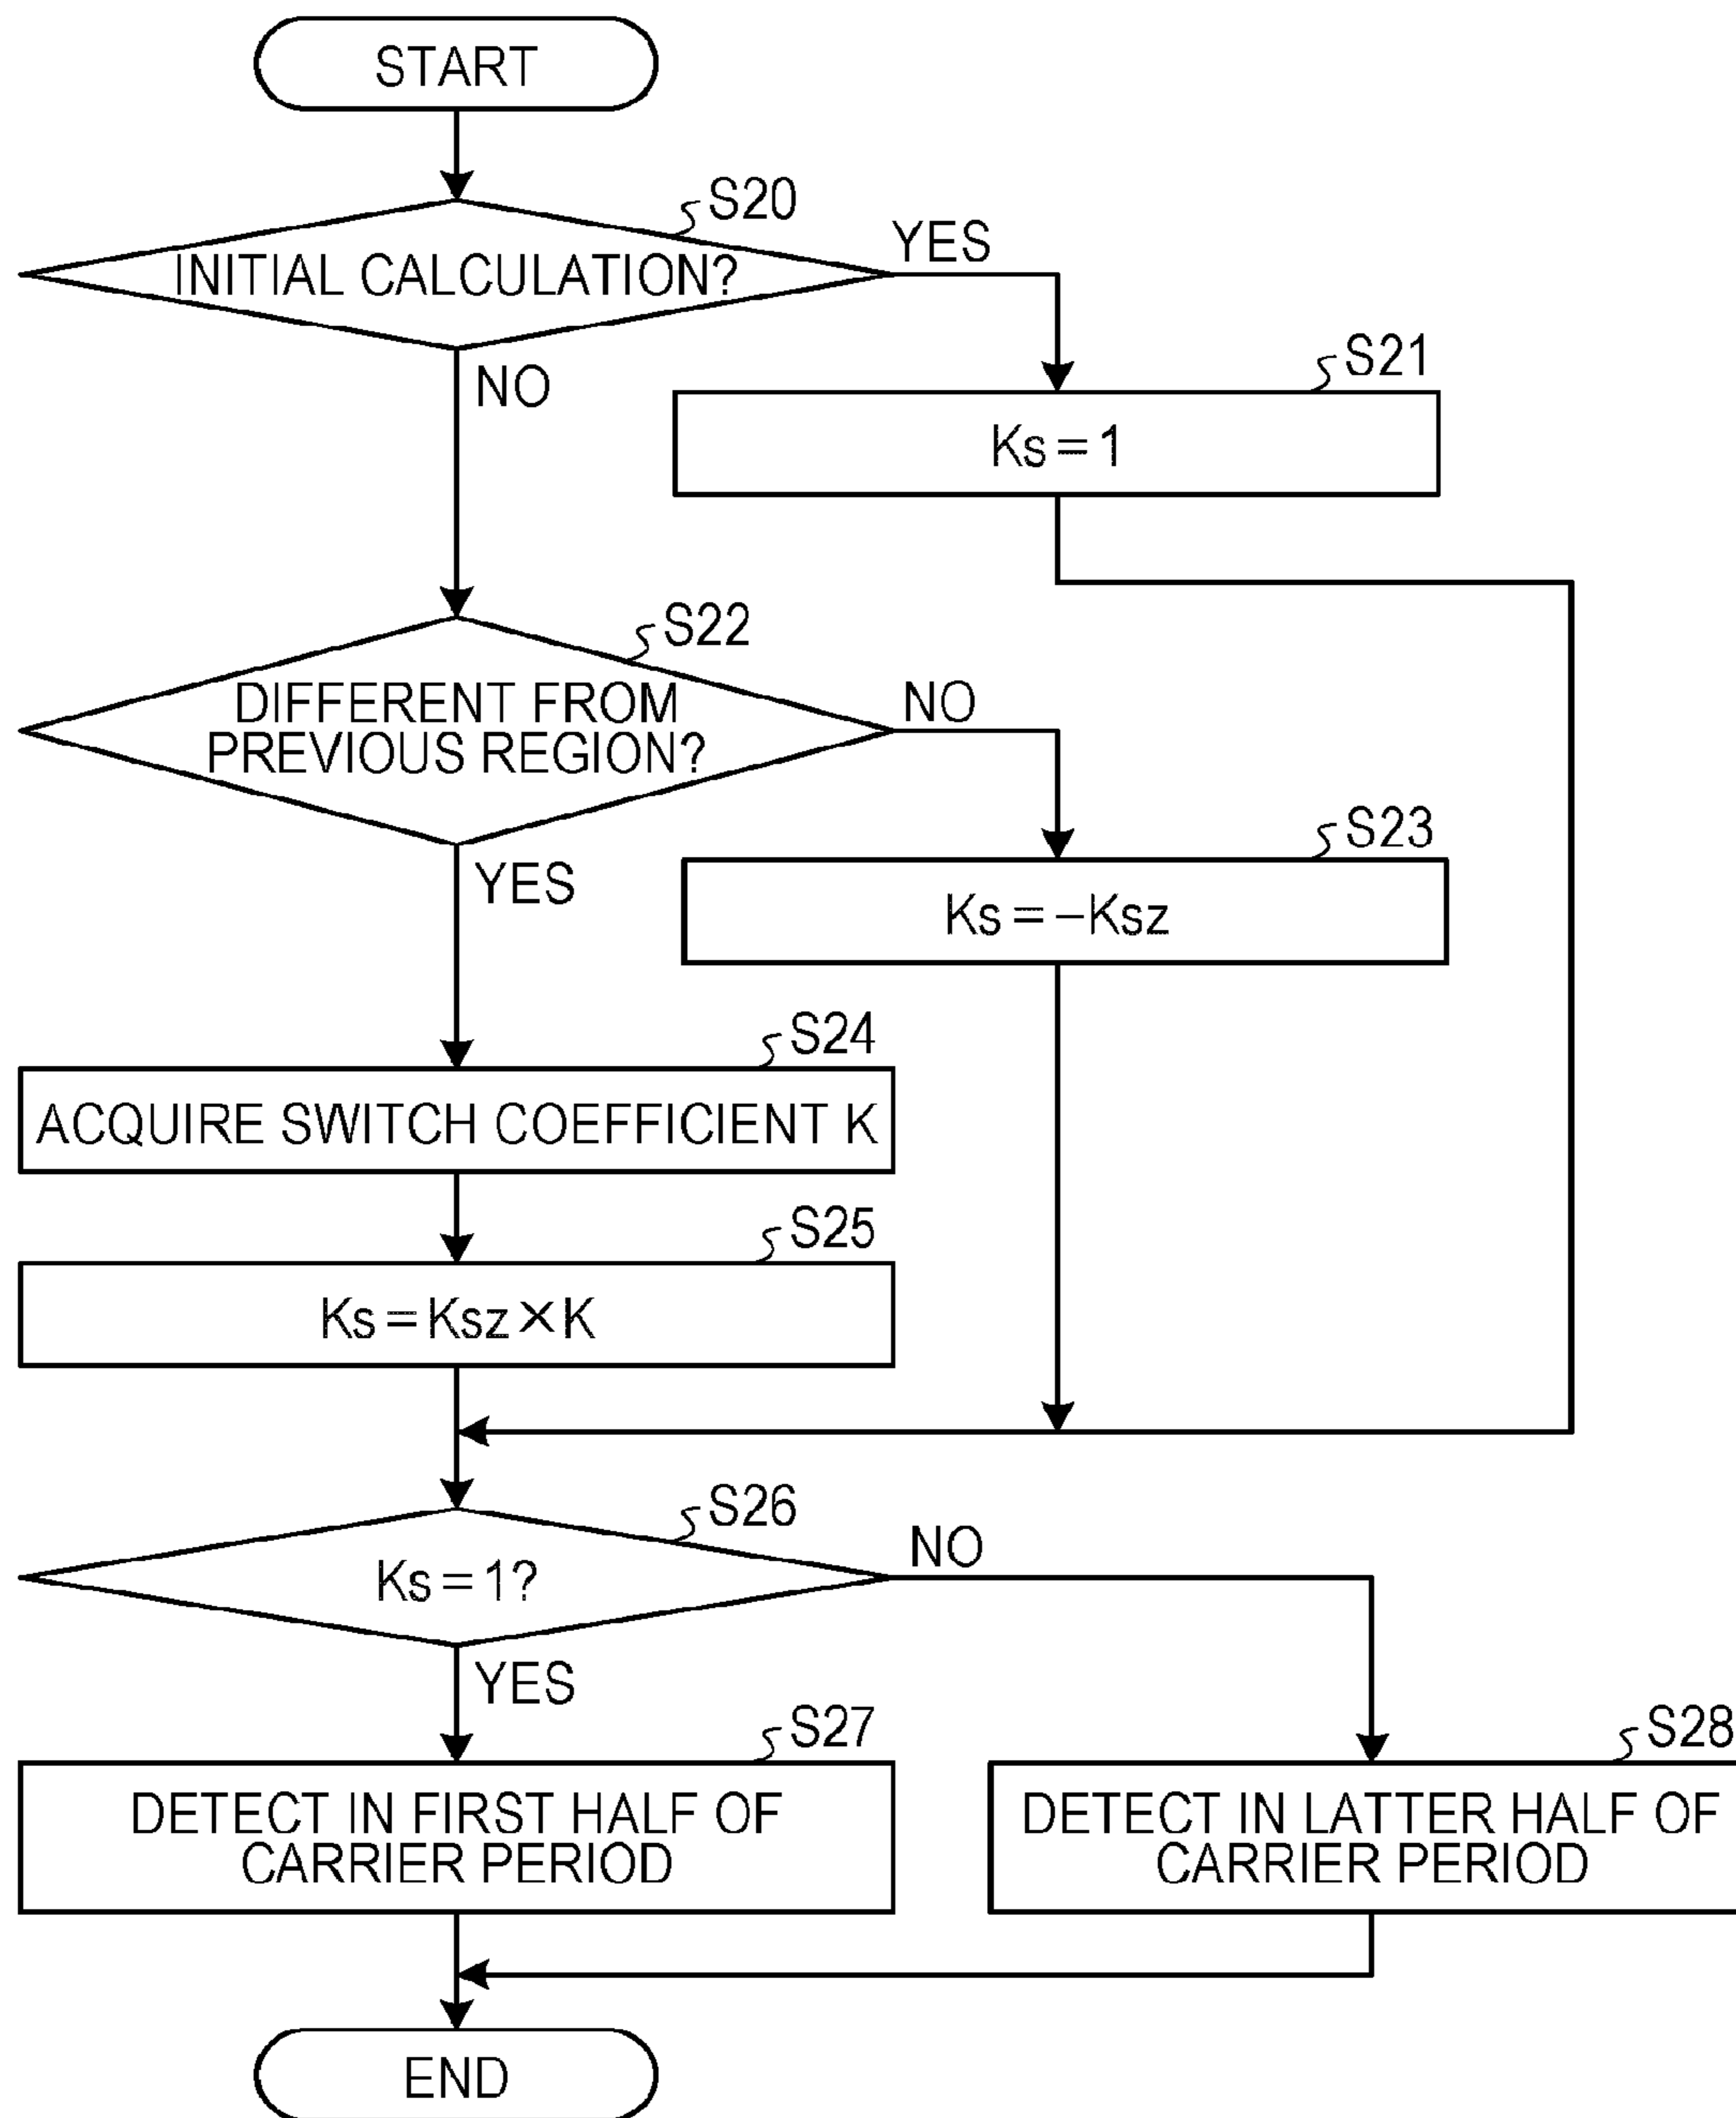 START
S20
INITIAL CALCULATION?
YES
NO
S21
Ks=1
S22
DIFFERENT FROM
PREVIOUS REGION?
NO
YES
S23
Ks=−Ksz
S24
ACQUIRE SWITCH COEFFICIENT K
S25
Ks=Ksz×K
S26
Ks=1?
NO
YES
S27
DETECT IN FIRST HALF OF
CARRIER PERIOD
S28
DETECT IN LATTER HALF OF
CARRIER PERIOD
END